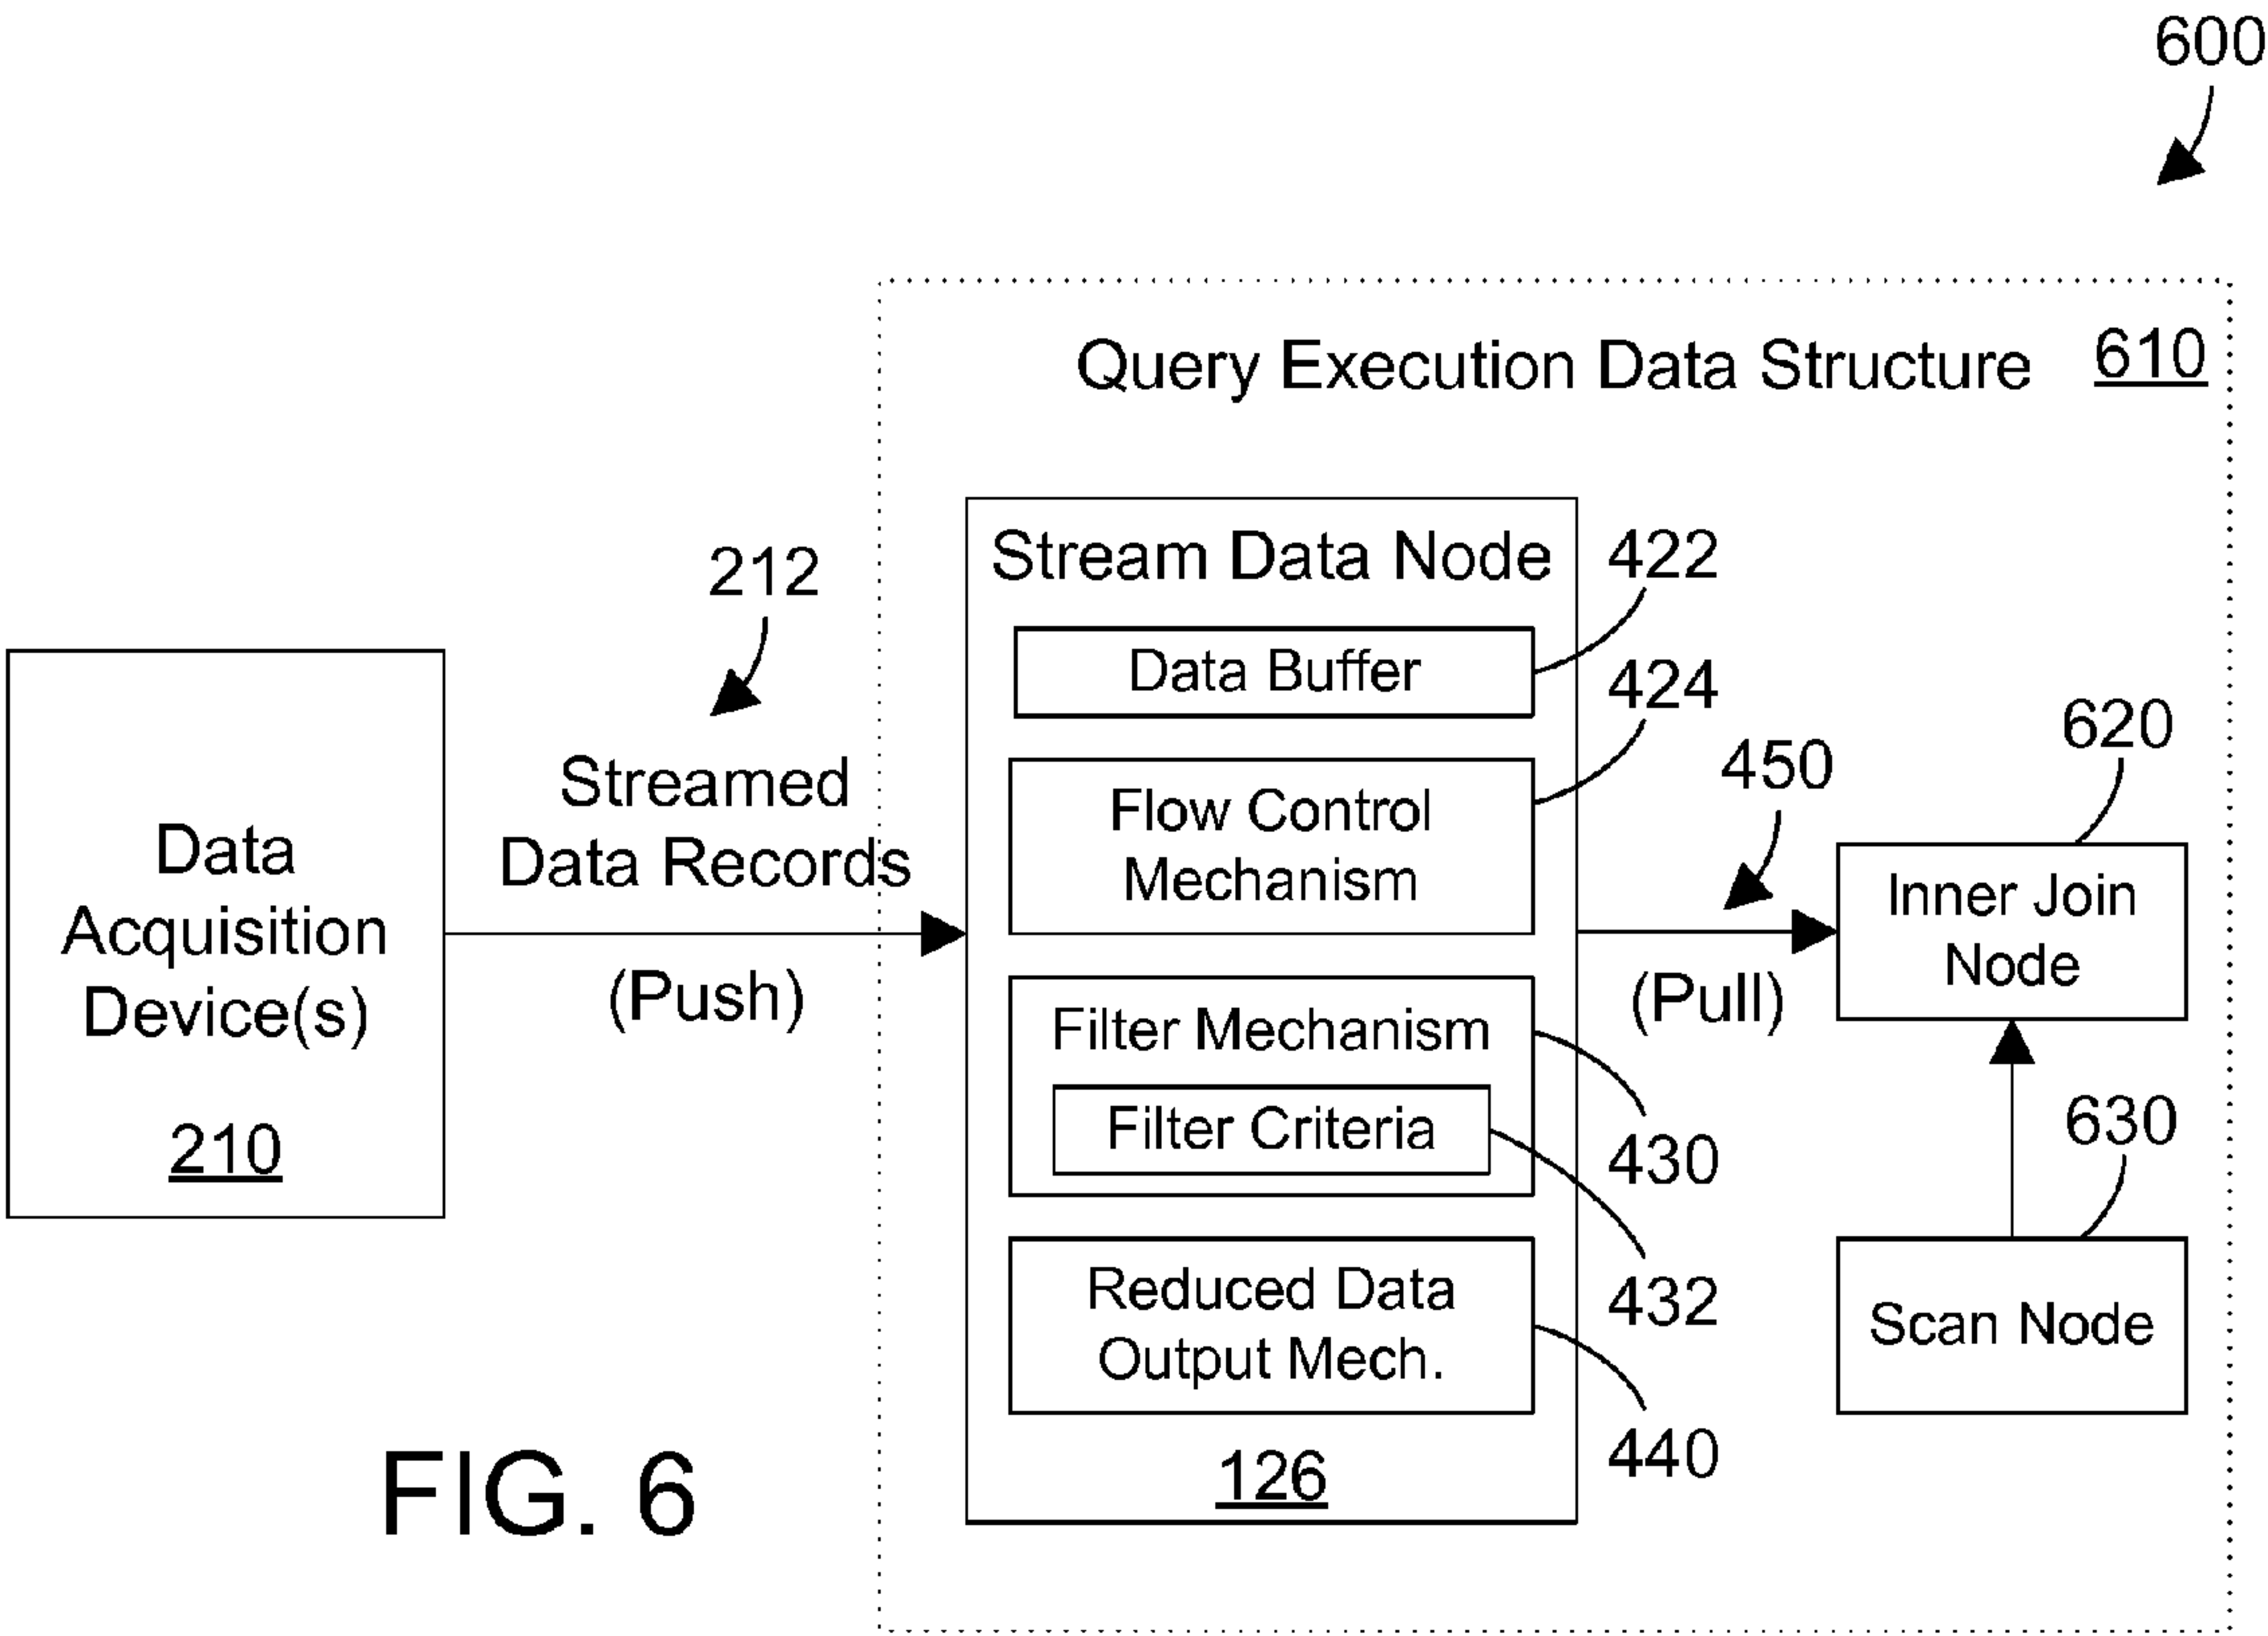 600
Query Execution Data Structure 610
212
Streamed
Data Records
(Push)
Data
Acquisition
Device(s)
210
Stream Data Node
Data Buffer
422
Flow Control
Mechanism
424
Filter Mechanism
430
Filter Criteria
432
Reduced Data
Output Mech.
440
126
450
(Pull)
620
Inner Join
Node
630
Scan Node
FIG. 6